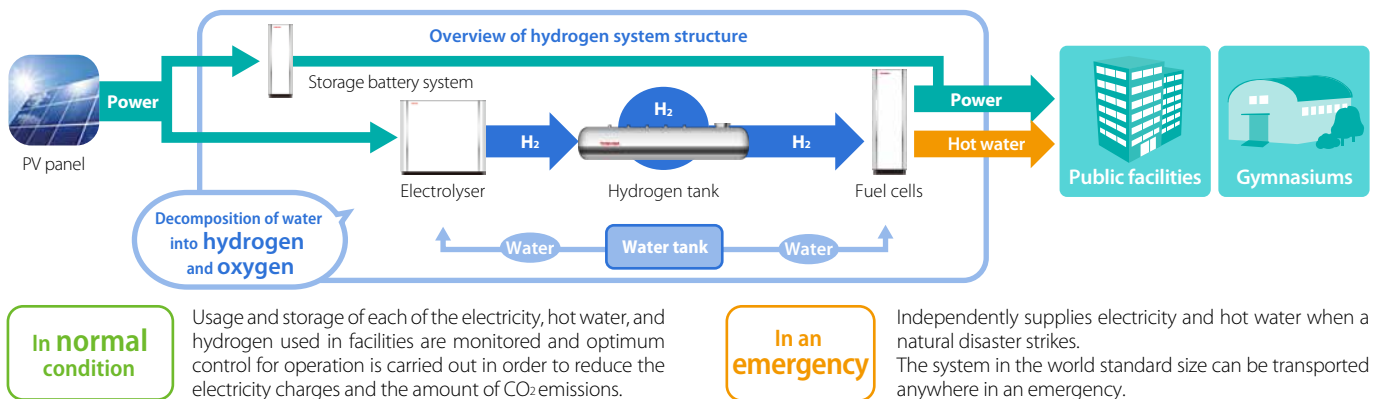 Overview of hydrogen system structure
Storage battery system
Power
PV panel
H2
H2
H2
Electrolyser
Hydrogen tank
Fuel cells
Power
Hot water
Public facilities
Gymnasiums
Decomposition of water
into hydrogen
and oxygen
Water
Water tank
Water
In normal
condition
Usage and storage of each of the electricity, hot water, and
hydrogen used in facilities are monitored and optimum
control for operation is carried out in order to reduce the
electricity charges and the amount of CO2 emissions.
In an
emergency
Independently supplies electricity and hot water when a
natural disaster strikes.
The system in the world standard size can be transported
anywhere in an emergency.